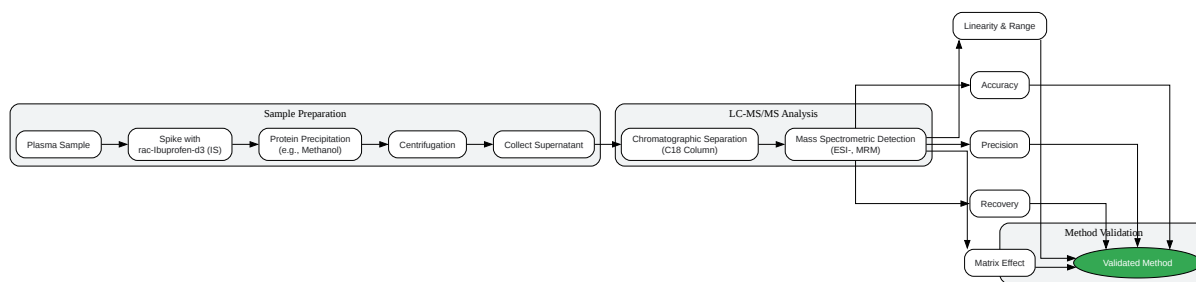 Linearity & Range
Accuracy
Sample Preparation
LC-MS/MS Analysis
Plasma Sample
Spike with
rac-Ibuprofen-d3 (IS)
Protein Precipitation
(e.g., Methanol)
Centrifugation
Collect Supernatant
Chromatographic Separation
(C18 Column)
Mass Spectrometric Detection
(ESI-, MRM)
Precision
Recovery
Method Validation
Matrix Effect
Validated Method